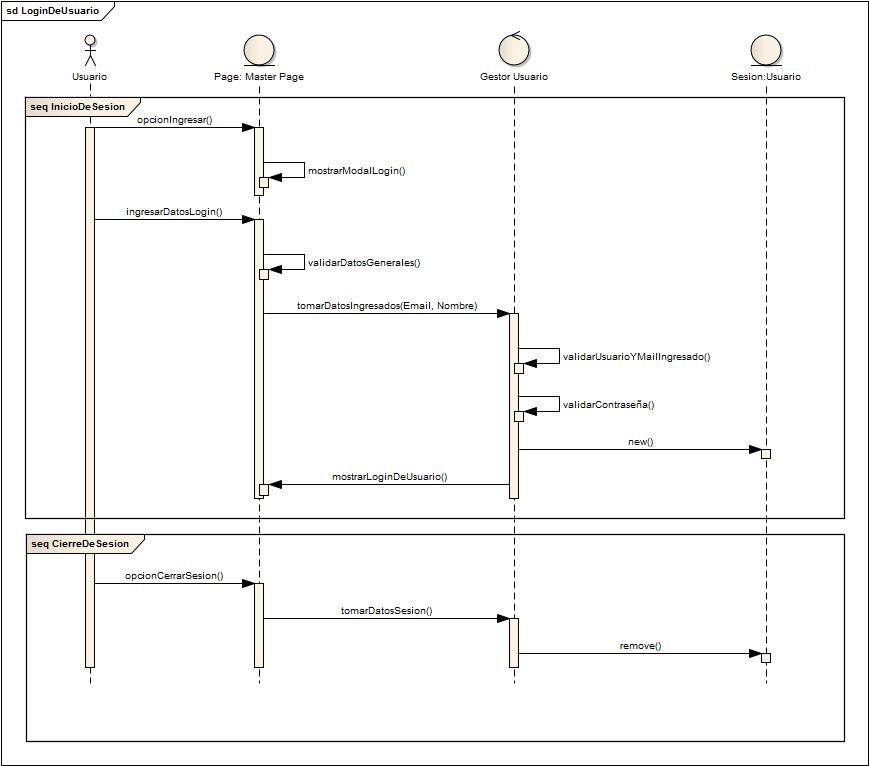 sd LoginDeUsuario
Usuario
Page: Master Page
Gestor Usuario
Sesion:Usuario
seq InicioDeSesion
opcionIngresar()
mostrarModalLogin()
ingresarDatosLogin()
validarDatosGenerales()
tomarDatosIngresados(Email, Nombre)
validarUsuarioYMailIngresado()
validarContraseña()
new()
mostrarLoginDeUsuario()
seq CierreDeSesion
opcionCerrarSesion()
tomarDatosSesion()
remove()